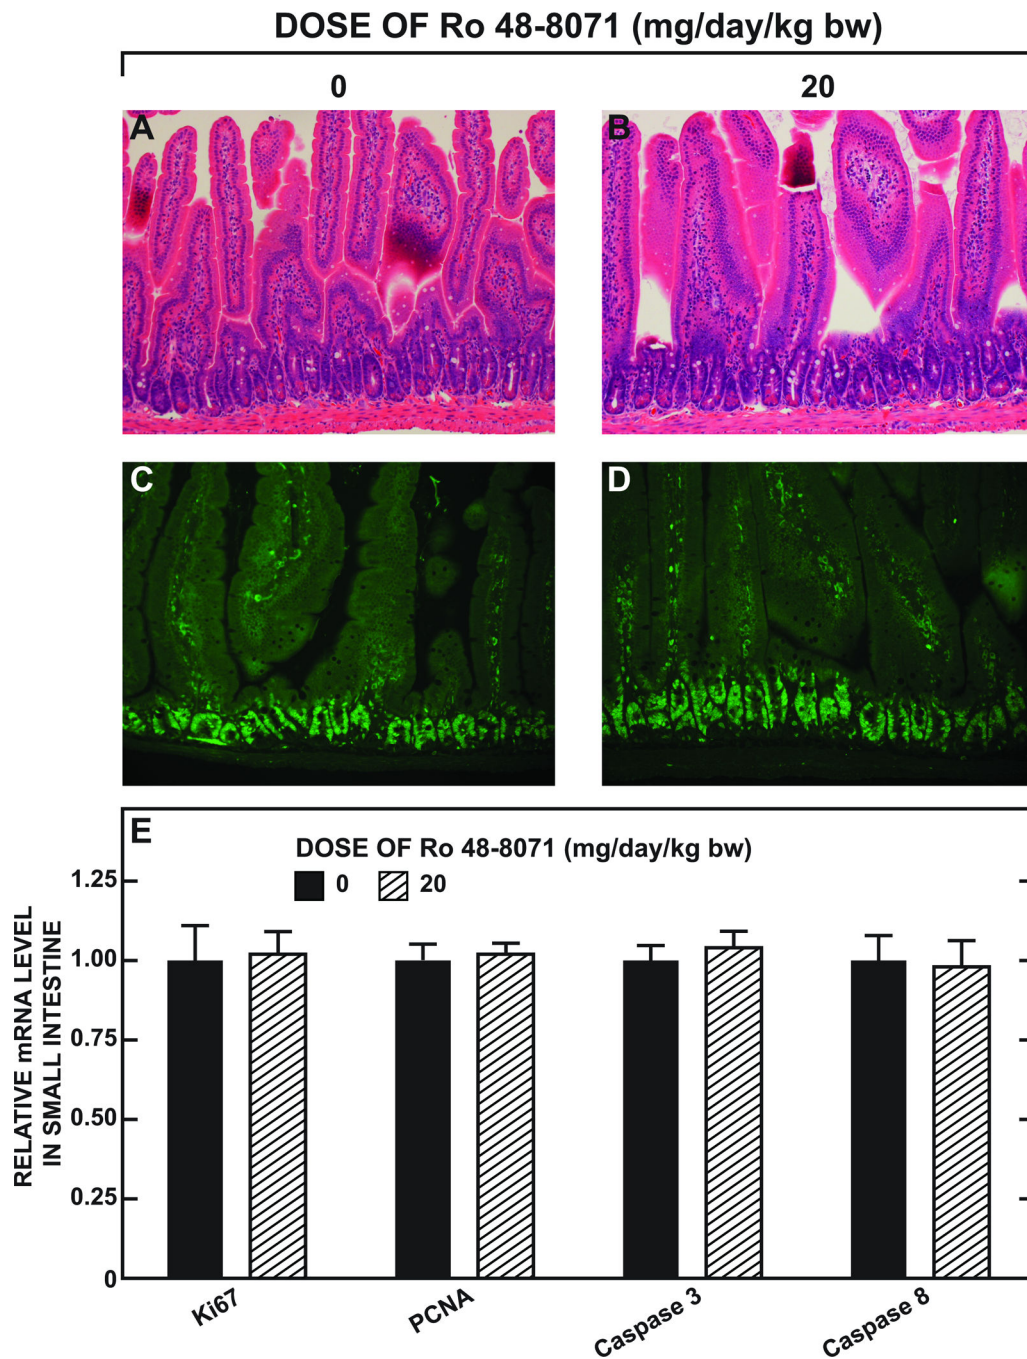 DOSE OF Ro 48-8071 (mg/day/kg bw)
0 20
A B
C D
E
DOSE OF Ro 48-8071 (mg/day/kg bw)
0 20
RELATIVE mRNA LEVEL
IN SMALL INTESTINE
1.25
1.00
0.75
0.50
0.25
0
Ki67 PCNA Caspase 3 Caspase 8